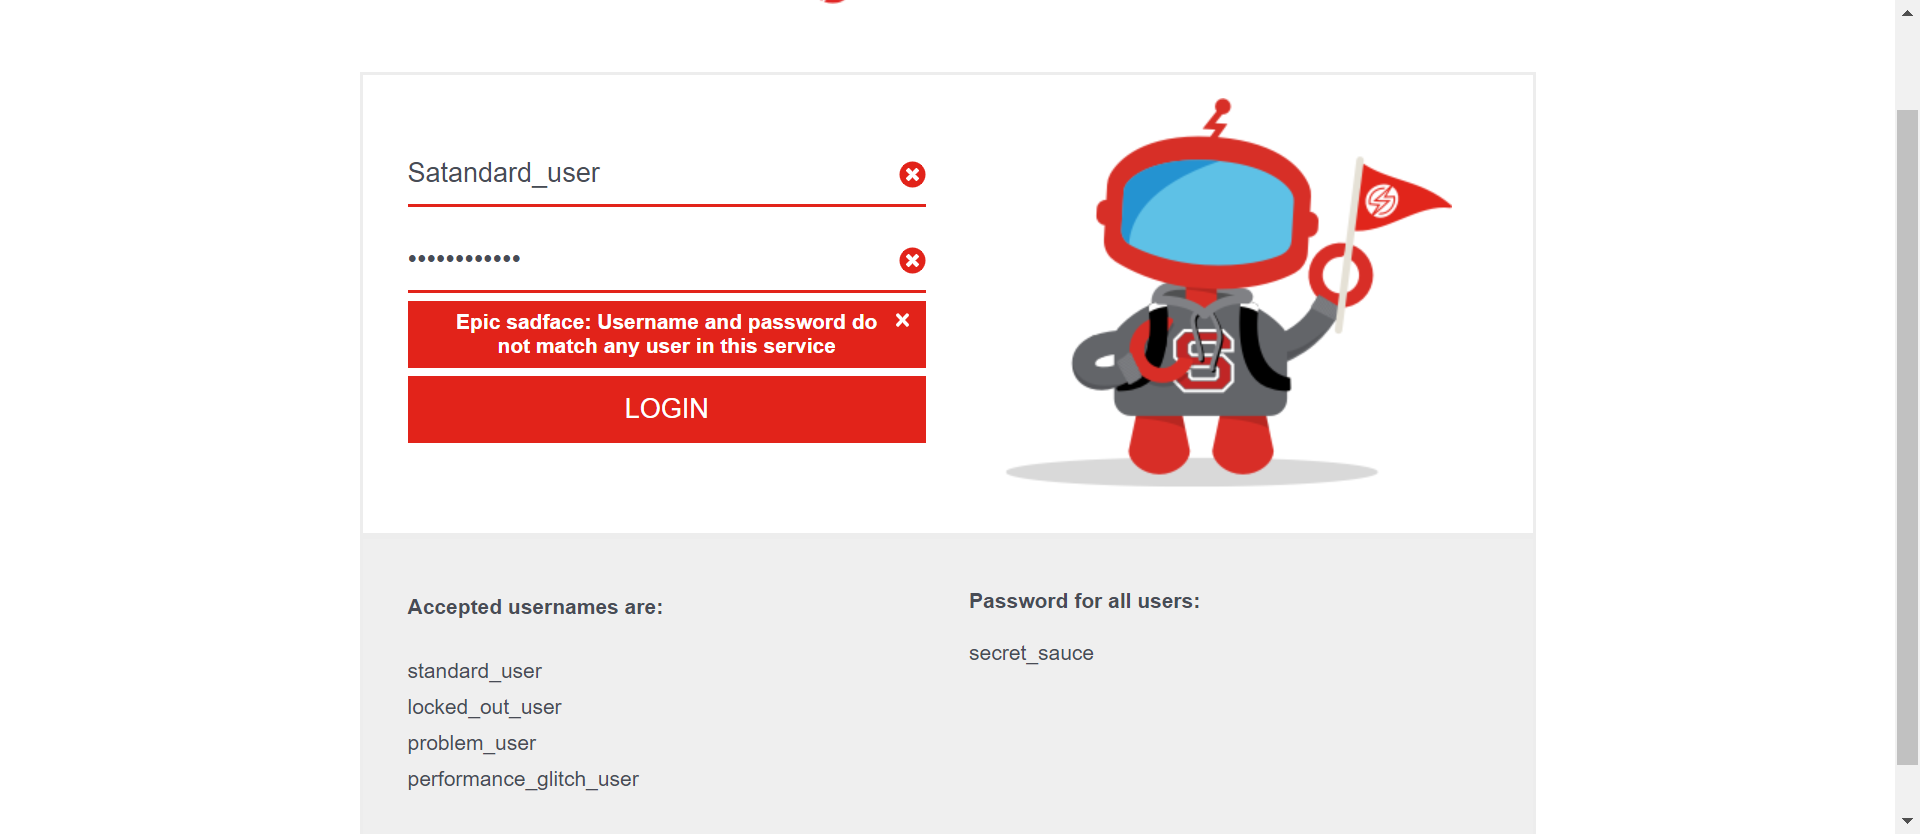 Satandard_user
••••••••••••
Epic sadface: Username and password do
not match any user in this service
LOGIN
S
Accepted usernames are:
standard_user
locked_out_user
problem_user
performance_glitch_user
Password for all users:
secret_sauce